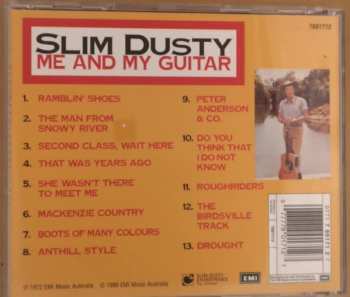 7881772
SLIM DUSTY
ME AND MY GUITAR
1. RAMBLIN' SHOES
2. THE MAN FROM
SNOWY RIVER
3. SECOND CLASS, WAIT HERE
4. THAT WAS YEARS AGO
5. SHE WASN'T THERE
TO MEET ME
6. MACKENZIE COUNTRY
7. BOOTS OF MANY COLOURS
8. ANTHILL STYLE
9. PETER
ANDERSON
& CO.
10. DO YOU
THINK THAT
I DO NOT
KNOW
11. ROUGHRIDERS
12. THE
BIRDSVILLE
TRACK
13. DROUGHT
EMI